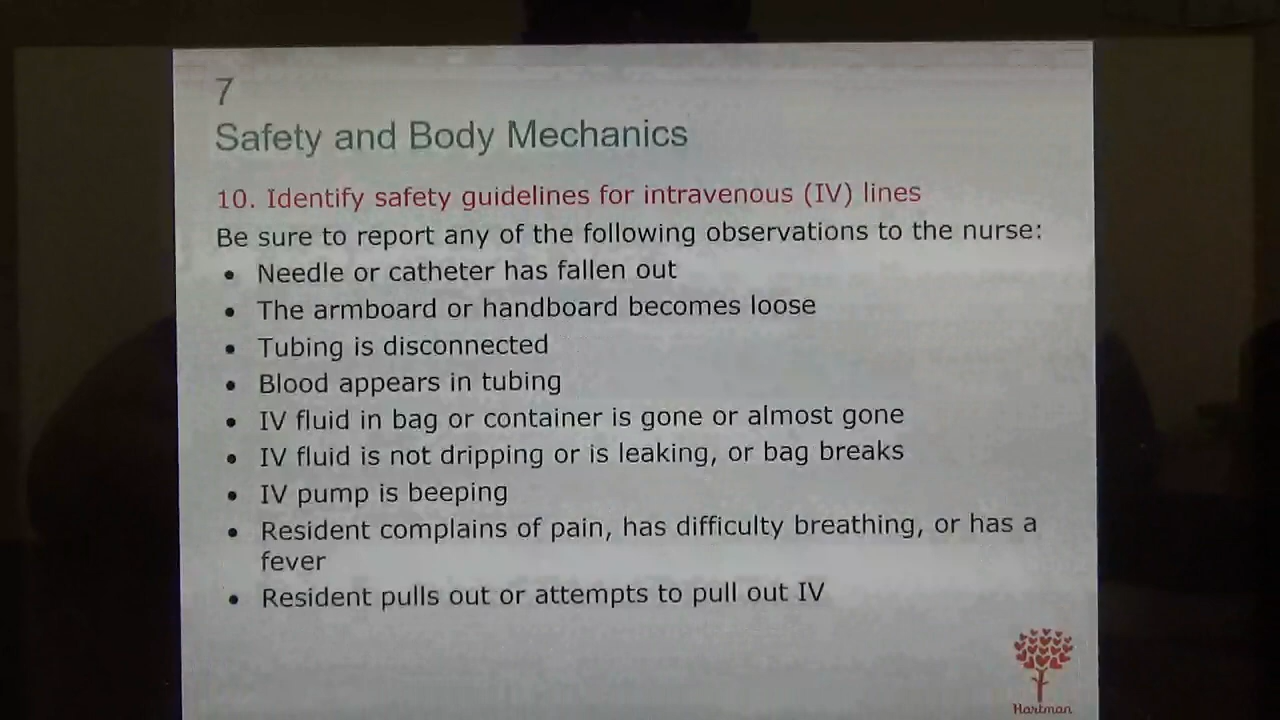 7
Safety and Body Mechanics
10. Identify safety guidelines for intravenous (IV) lines
Be sure to report any of the following observations to the nurse:
• Needle or catheter has fallen out
• The armboard or handboard becomes loose
• Tubing is disconnected
• Blood appears in tubing
• IV fluid in bag or container is gone or almost gone
• IV fluid is not dripping or is leaking, or bag breaks
• IV pump is beeping
• Resident complains of pain, has difficulty breathing, or has a
fever
• Resident pulls out or attempts to pull out IV
Hartman